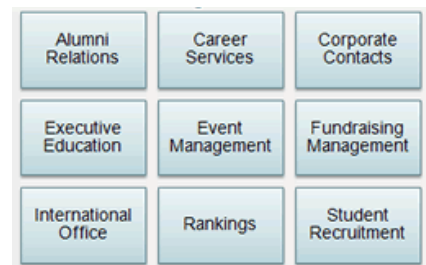 Alumni
Relations
Career
Services
Corporate
Contacts
Executive
Education
Event
Management
Fundraising
Management
International
Office
Rankings
Student
Recruitment